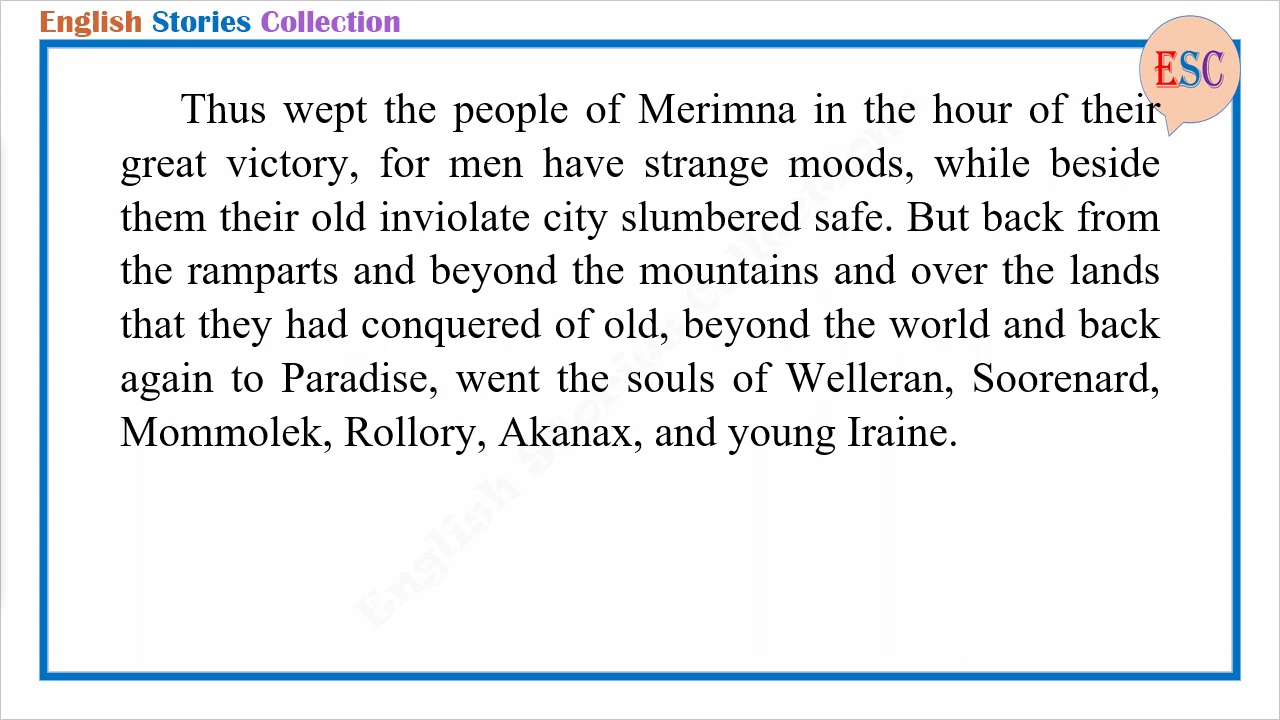 English Stories Collection
ESC
Thus wept the people of Merimna in the hour of their
great victory, for men have strange moods, while beside
them their old inviolate city slumbered safe. But back from
the ramparts and beyond the mountains and over the lands
that they had conquered of old, beyond the world and back
again to Paradise, went the souls of Welleran, Soorenard,
Mommolek, Rollory, Akanax, and young Iraine.
English Stories Collection